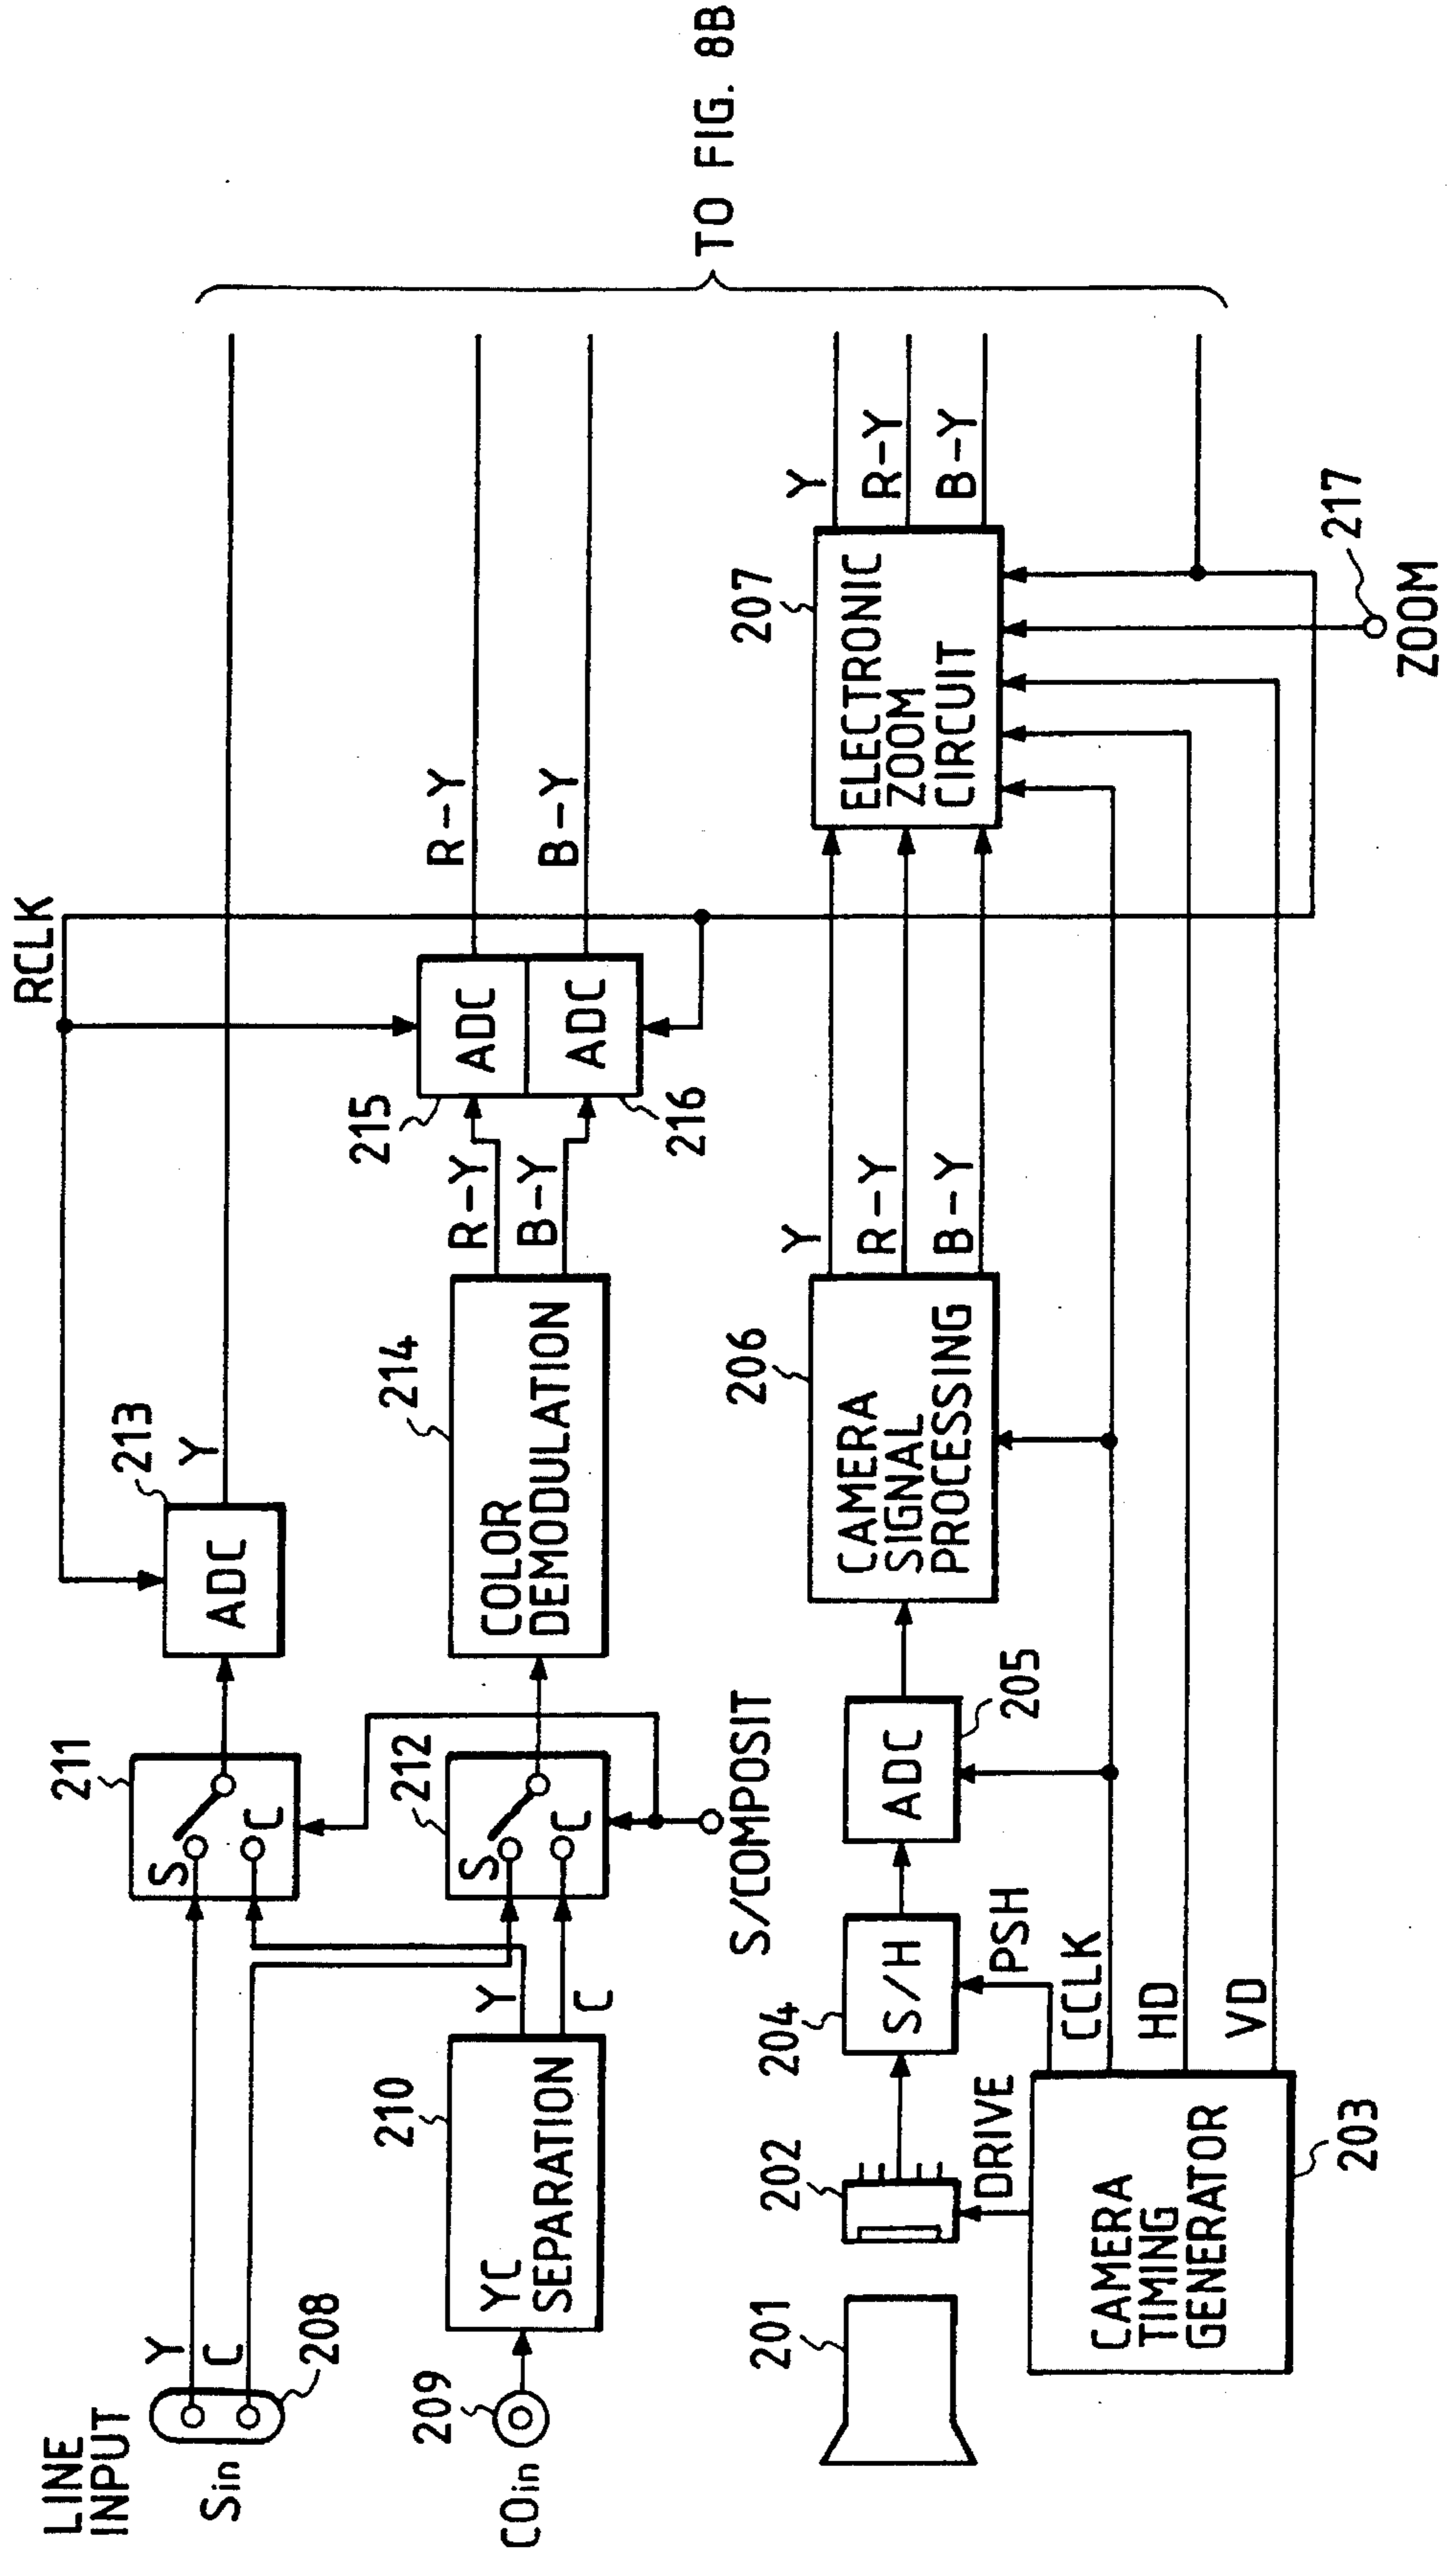 LINE
INPUT
Sin
Y
C
208
COin
209
YC
SEPARATION
210
Y
C
S
C
211
S
C
212
S/COMPOSIT
ADC
213
Y
COLOR
DEMODULATION
214
R-Y
B-Y
RCLK
ADC
215
ADC
216
R-Y
B-Y
201
202
DRIVE
CAMERA
TIMING
GENERATOR
203
S/H
204
PSH
CCLK
HD
VD
ADC
205
CAMERA
SIGNAL
PROCESSING
206
Y
R-Y
B-Y
ELECTRONIC
ZOOM
CIRCUIT
207
Y
R-Y
B-Y
217
ZOOM
TO FIG. 8B